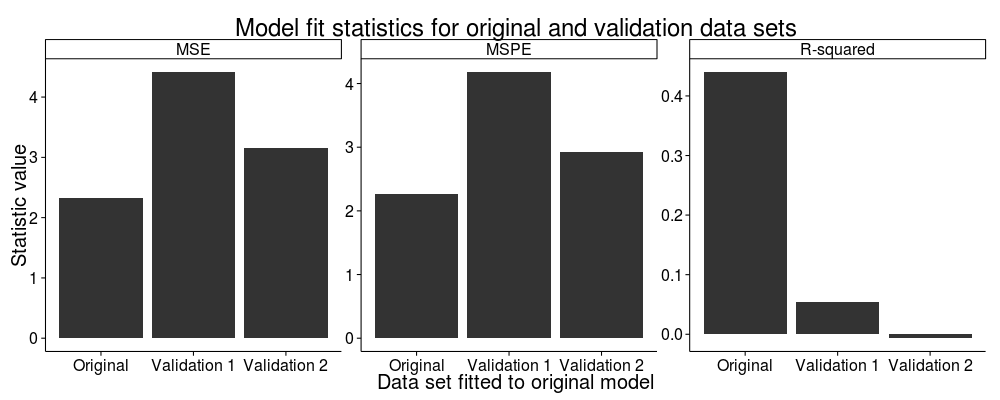 Model fit statistics for original and validation data sets
MSE
MSPE
R-squared
Statistic value
4
3
2
1
0
4
3
2
1
0
0.4
0.3
0.2
0.1
0.0
Original Validation 1 Validation 2
Original Validation 1 Validation 2
Original Validation 1 Validation 2
Data set fitted to original model